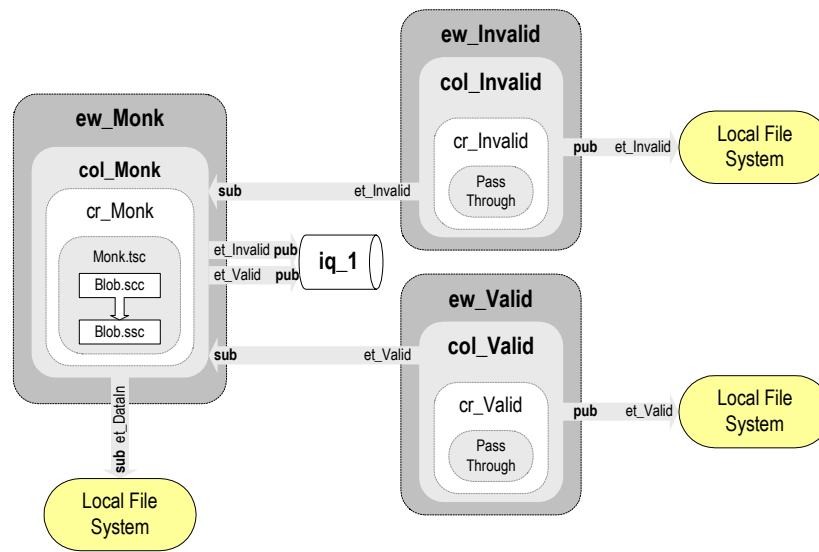 ew_Monk
col_Monk
cr_Monk
Monk.tsc
Blob.scc
Blob.ssc
sub et_DataIn
Local File
System
sub et_Invalid
et_Invalid pub
et_Valid pub
iq_1
sub et_Valid
ew_Invalid
col_Invalid
cr_Invalid
Pass
Through
pub et_Invalid
Local File
System
ew_Valid
col_Valid
cr_Valid
Pass
Through
pub et_Valid
Local File
System